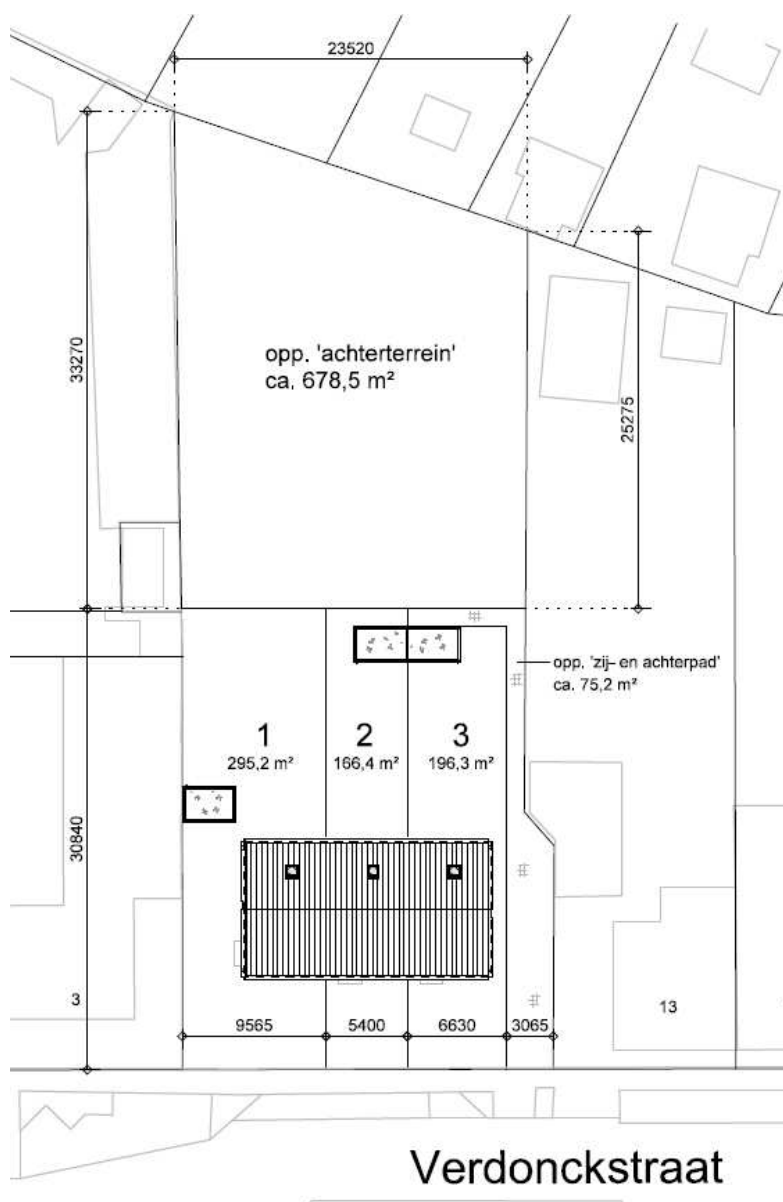 23520
33270
opp. 'achterterrein'
ca. 678,5 m²
25275
opp. 'zij- en achterpad'
ca. 75,2 m²
1
295,2 m²
2
166,4 m²
3
196,3 m²
30840
3
13
9565
5400
6630
3065
Verdonckstraat